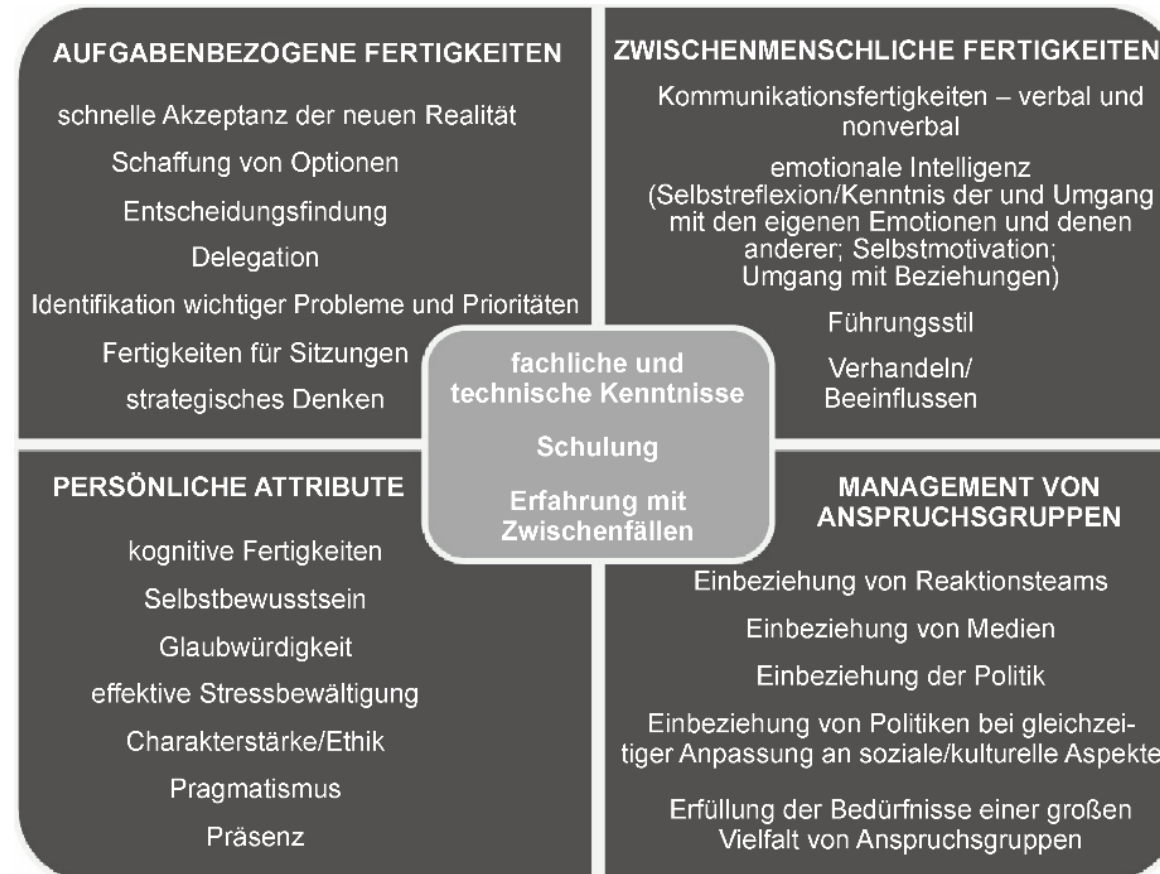 AUFGABENBEZOGENE FERTIGKEITEN
schnelle Akzeptanz der neuen Realität
Schaffung von Optionen
Entscheidungsfindung
Delegation
Identifikation wichtiger Probleme und Prioritäten
Fertigkeiten für Sitzungen
strategisches Denken
ZWISCHENMENSCHLICHE FERTIGKEITEN
Kommunikationsfertigkeiten – verbal und
nonverbal
emotionale Intelligenz
(Selbstreflexion/Kenntnis der und Umgang
mit den eigenen Emotionen und denen
anderer; Selbstmotivation;
Umgang mit Beziehungen)
Führungsstil
Verhandeln/
Beeinflussen
fachliche und
technische Kenntnisse
Schulung
Erfahrung mit
Zwischenfällen
PERSÖNLICHE ATTRIBUTE
kognitive Fertigkeiten
Selbstbewusstsein
Glaubwürdigkeit
effektive Stressbewältigung
Charakterstärke/Ethik
Pragmatismus
Präsenz
MANAGEMENT VON
ANSPRUCHSGRUPPEN
Einbeziehung von Reaktionsteams
Einbeziehung von Medien
Einbeziehung der Politik
Einbeziehung von Politiken bei gleichzei-
tiger Anpassung an soziale/kulturelle Aspekte
Erfüllung der Bedürfnisse einer großen
Vielfalt von Anspruchsgruppen